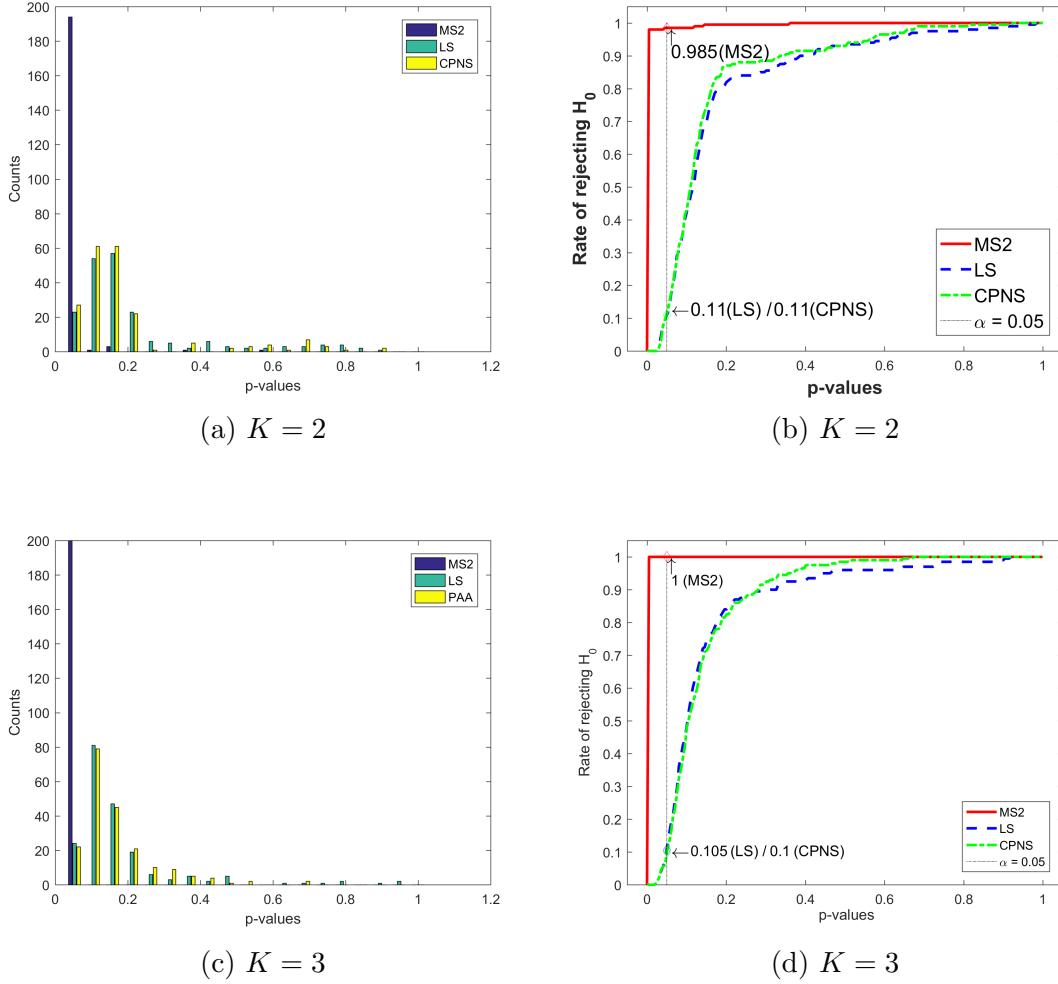 200
180
160
140
120
100
80
60
40
20
0
Counts
0 0.2 0.4 0.6 0.8 1 1.2
p-values
MS2
LS
CPNS
(a) K = 2
1
0.9
0.8
0.7
0.6
0.5
0.4
0.3
0.2
0.1
0
Rate of rejecting H0
0 0.2 0.4 0.6 0.8 1
p-values
0.985(MS2)
←0.11(LS) / 0.11(CPNS)
MS2
LS
CPNS
α = 0.05
(b) K = 2
200
180
160
140
120
100
80
60
40
20
0
Counts
0 0.2 0.4 0.6 0.8 1 1.2
p-values
MS2
LS
PAA
(c) K = 3
1
0.9
0.8
0.7
0.6
0.5
0.4
0.3
0.2
0.1
0
Rate of rejecting H0
0 0.2 0.4 0.6 0.8 1
p-values
1 (MS2)
←0.105 (LS) / 0.1 (CPNS)
MS2
LS
CPNS
α = 0.05
(d) K = 3